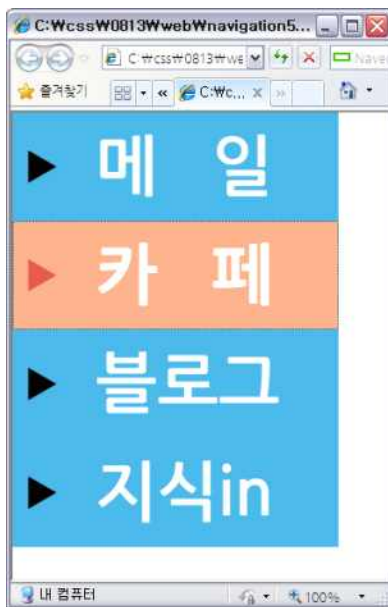 C:₩css₩0813₩web₩navigation5...
C:₩css₩0813₩we
Naver
즐겨찾기
C:₩c...
메 일
카 페
블로그
지식in
내 컴퓨터
100%